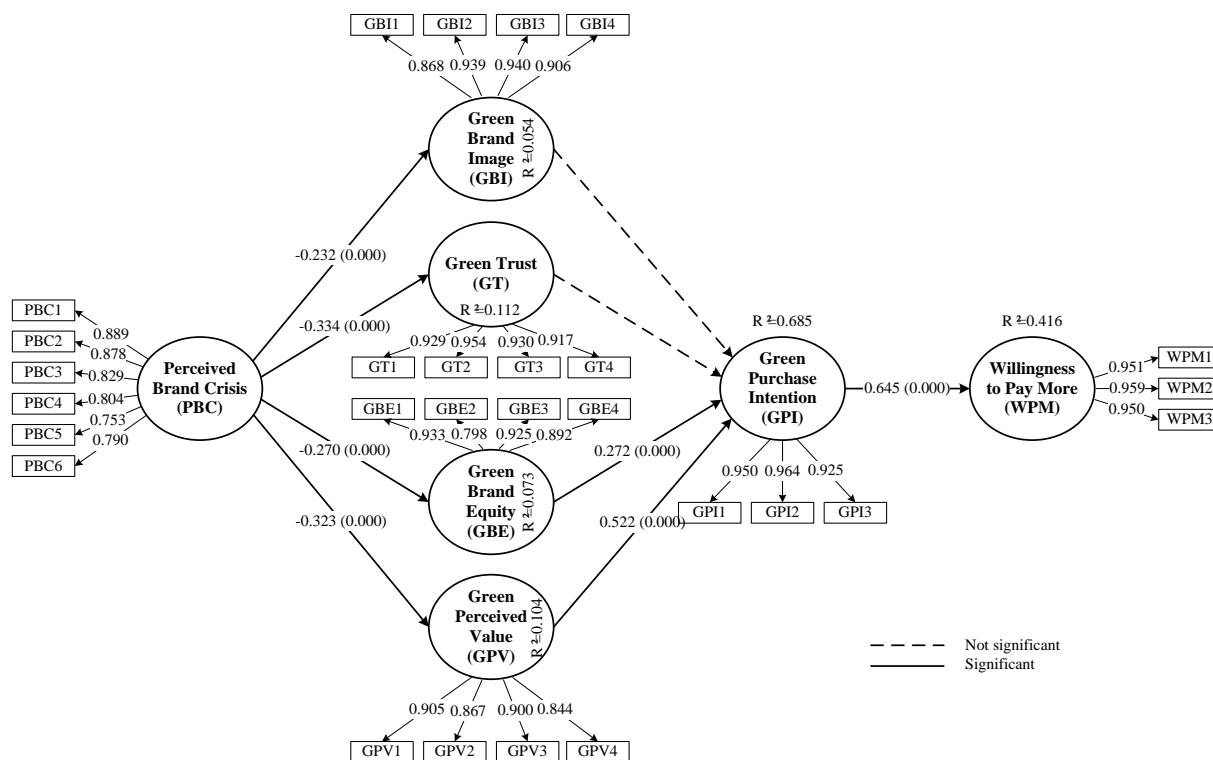 GBI1
GBI2
GBI3
GBI4
0.868
0.939
0.940
0.906
Green
Brand
Image
(GBI)
R²=0.054
-0.232 (0.000)
Green Trust
(GT)
R²=0.112
-0.334 (0.000)
0.929
0.954
0.930
0.917
GT1
GT2
GT3
GT4
PBC1
PBC2
PBC3
PBC4
PBC5
PBC6
0.889
0.878
0.829
0.804
0.753
0.790
Perceived
Brand Crisis
(PBC)
GBE1
GBE2
GBE3
GBE4
0.933
0.798
0.925
0.892
-0.270 (0.000)
Green
Brand
Equity
(GBE)
R²=0.073
0.272 (0.000)
-0.323 (0.000)
0.522 (0.000)
Green
Perceived
Value
(GPV)
R²=0.104
0.905
0.867
0.900
0.844
GPV1
GPV2
GPV3
GPV4
R²=0.685
Green
Purchase
Intention
(GPI)
0.950
0.964
0.925
GPI1
GPI2
GPI3
0.645 (0.000)
R²=0.416
Willingness
to Pay More
(WPM)
0.951
0.959
0.950
WPM1
WPM2
WPM3
Not significant
Significant